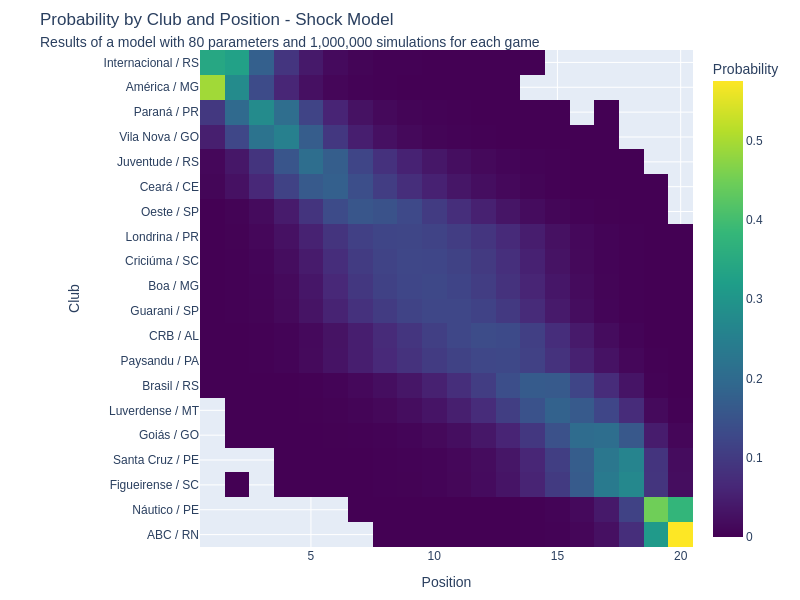 Probability by Club and Position - Shock Model
Results of a model with 80 parameters and 1,000,000 simulations for each game
Internacional / RS
América / MG
Paraná / PR
Vila Nova / GO
Juventude / RS
Ceará / CE
Oeste / SP
Londrina / PR
Criciúma / SC
Boa / MG
Guarani / SP
CRB / AL
Paysandu / PA
Brasil / RS
Luverdense / MT
Goiás / GO
Santa Cruz / PE
Figueirense / SC
Náutico / PE
ABC / RN
Club
5
10
15
20
Position
Probability
0.5
0.4
0.3
0.2
0.1
0